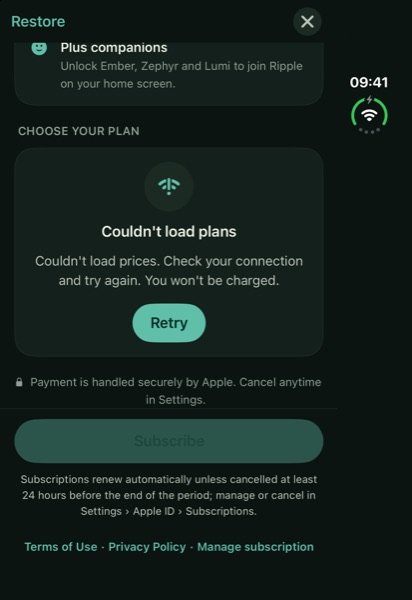 Restore
09:41
Plus companions
Unlock Ember, Zephyr and Lumi to join Ripple
on your home screen.
CHOOSE YOUR PLAN
Couldn't load plans
Couldn't load prices. Check your connection
and try again. You won't be charged.
Retry
Payment is handled securely by Apple. Cancel anytime
in Settings.
Subscribe
Subscriptions renew automatically unless cancelled at least
24 hours before the end of the period; manage or cancel in
Settings › Apple ID › Subscriptions.
Terms of Use · Privacy Policy · Manage subscription